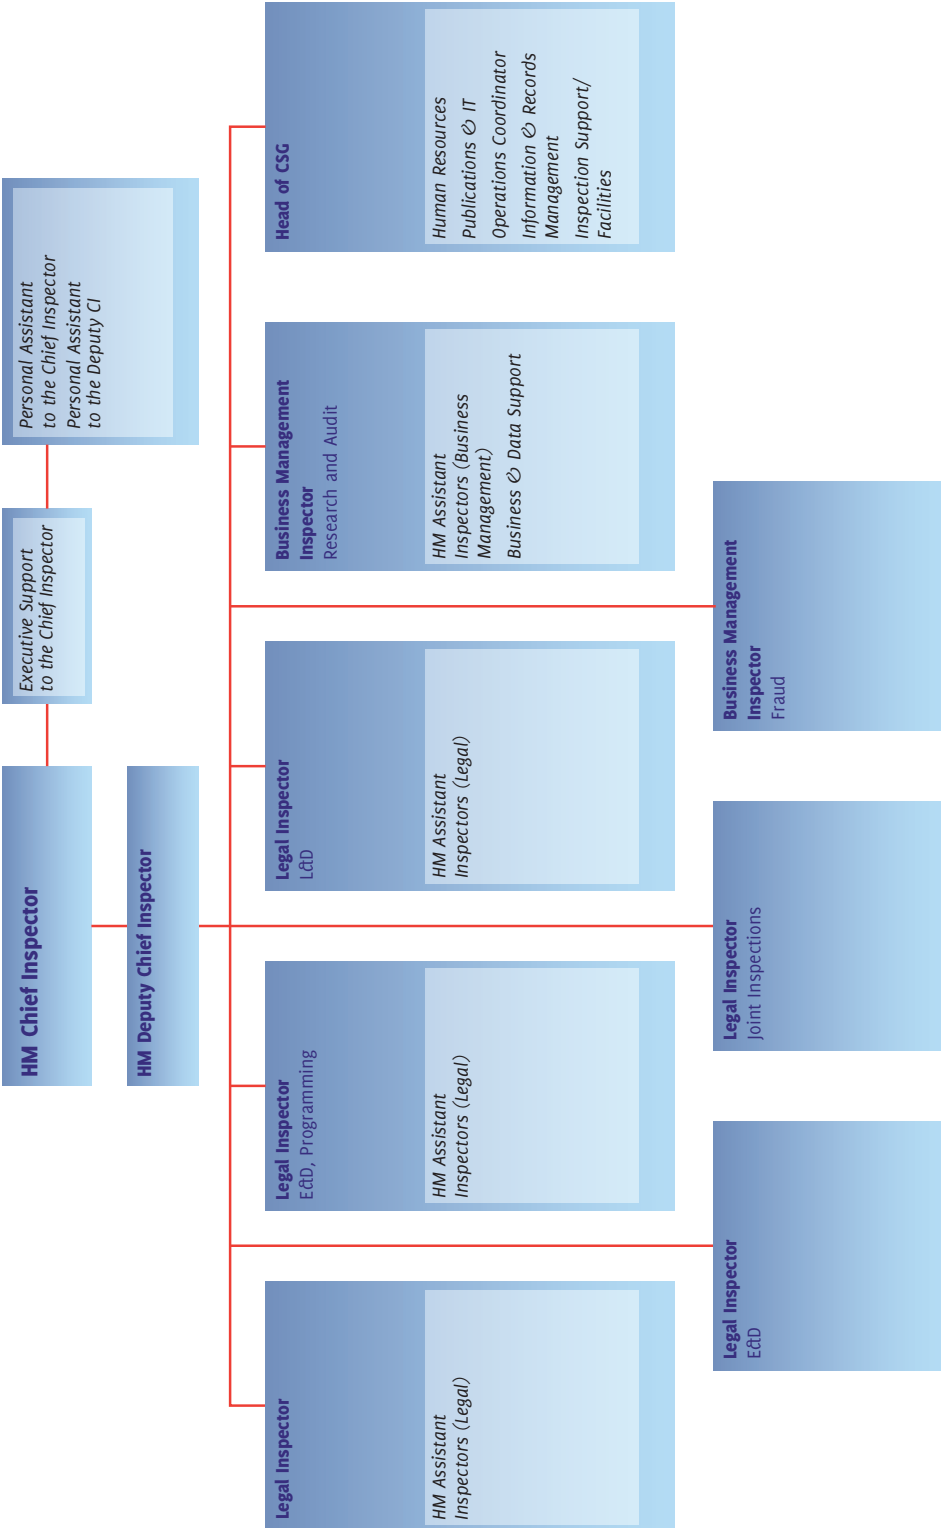 HM Chief Inspector
Executive Support
to the Chief Inspector
Personal Assistant
to the Chief Inspector
Personal Assistant
to the Deputy CI
HM Deputy Chief Inspector
Legal Inspector
HM Assistant
Inspectors (Legal)
Legal Inspector
E&D, Programming
HM Assistant
Inspectors (Legal)
Legal Inspector
L&D
HM Assistant
Inspectors (Legal)
Business Management
Inspector
Research and Audit
HM Assistant
Inspectors (Business
Management)
Business & Data Support
Head of CSG
Human Resources
Publications & IT
Operations Coordinator
Information & Records
Management
Inspection Support/
Facilities
Legal Inspector
E&D
Legal Inspector
Joint Inspections
Business Management
Inspector
Fraud